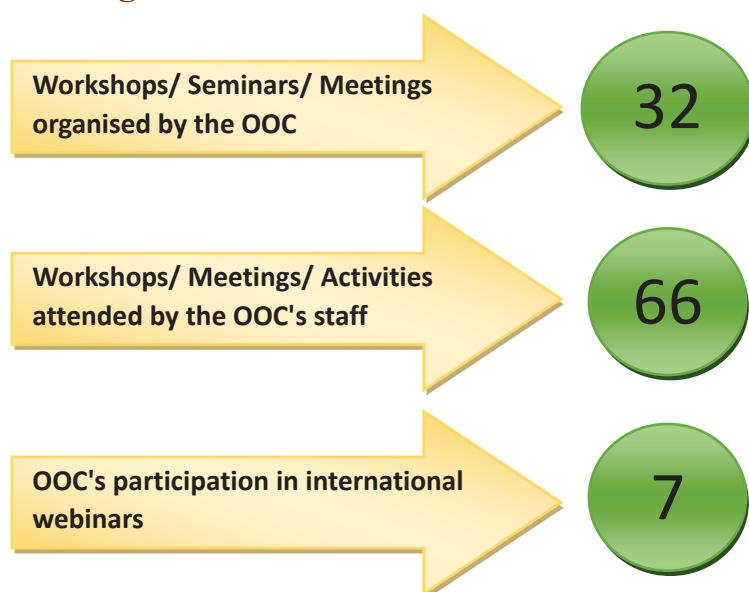 Workshops/ Seminars/ Meetings
organised by the OOC
32
Workshops/ Meetings/ Activities
attended by the OOC's staff
66
OOC's participation in international
webinars
7